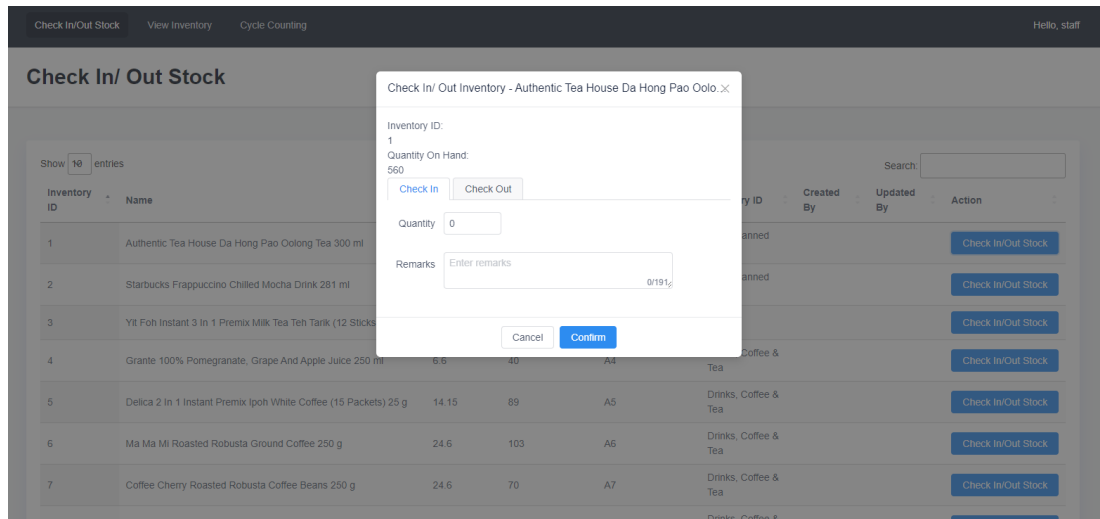 Check In/Out Stock View Inventory Cycle Counting Hello, staff
Check In/ Out Stock
Check In/ Out Inventory - Authentic Tea House Da Hong Pao Oolo...
Inventory ID:
1
Quantity On Hand:
560
Check In Check Out
Quantity 0
Remarks Enter remarks
0/191
Cancel Confirm
Show 10 entries Search:
Inventory ID Name ry ID Created By Updated By Action
1 Authentic Tea House Da Hong Pao Oolong Tea 300 ml anned Check In/Out Stock
2 Starbucks Frappuccino Chilled Mocha Drink 281 ml anned Check In/Out Stock
3 Yit Foh Instant 3 In 1 Premix Milk Tea Teh Tarik (12 Sticks Check In/Out Stock
4 Grante 100% Pomegranate, Grape And Apple Juice 250 ml 6.6 40 A4 Coffee & Tea Check In/Out Stock
5 Delica 2 In 1 Instant Premix Ipoh White Coffee (15 Packets) 25 g 14.15 89 A5 Drinks, Coffee & Tea Check In/Out Stock
6 Ma Ma Mi Roasted Robusta Ground Coffee 250 g 24.6 103 A6 Drinks, Coffee & Tea Check In/Out Stock
7 Coffee Cherry Roasted Robusta Coffee Beans 250 g 24.6 70 A7 Drinks, Coffee & Tea Check In/Out Stock
Drinks, Coffee &